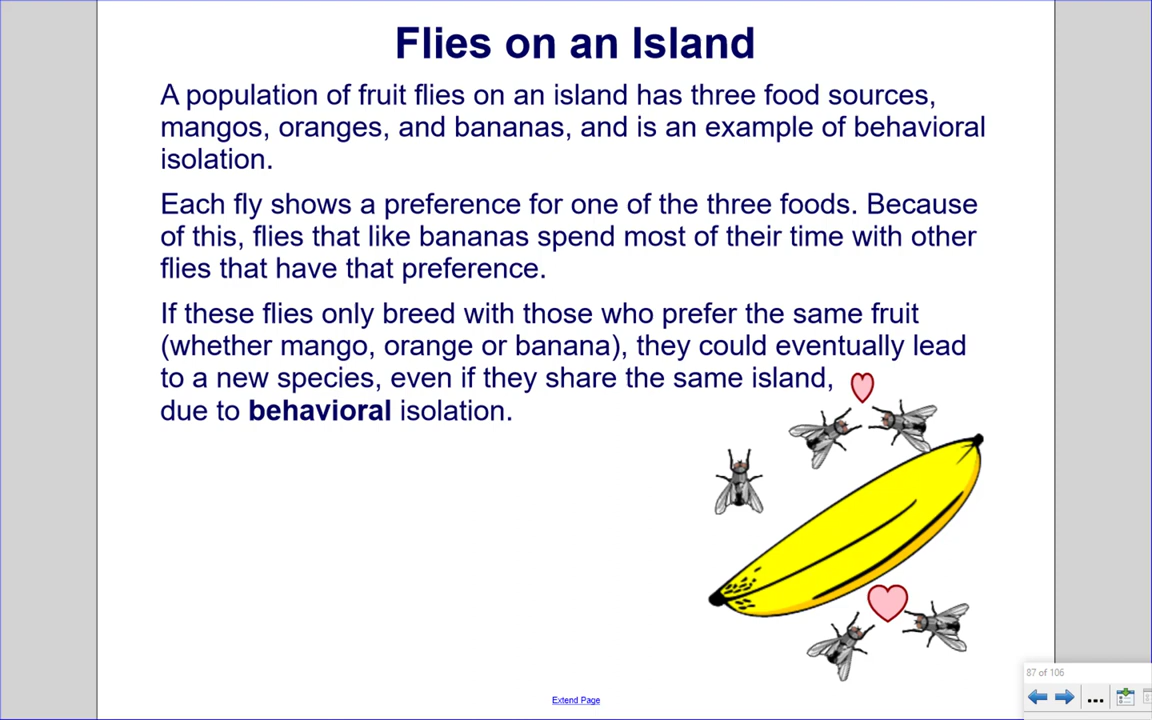 Flies on an Island
A population of fruit flies on an island has three food sources,
mangos, oranges, and bananas, and is an example of behavioral
isolation.
Each fly shows a preference for one of the three foods. Because
of this, flies that like bananas spend most of their time with other
flies that have that preference.
If these flies only breed with those who prefer the same fruit
(whether mango, orange or banana), they could eventually lead
to a new species, even if they share the same island,
due to behavioral isolation.
87 of 106
Extend Page